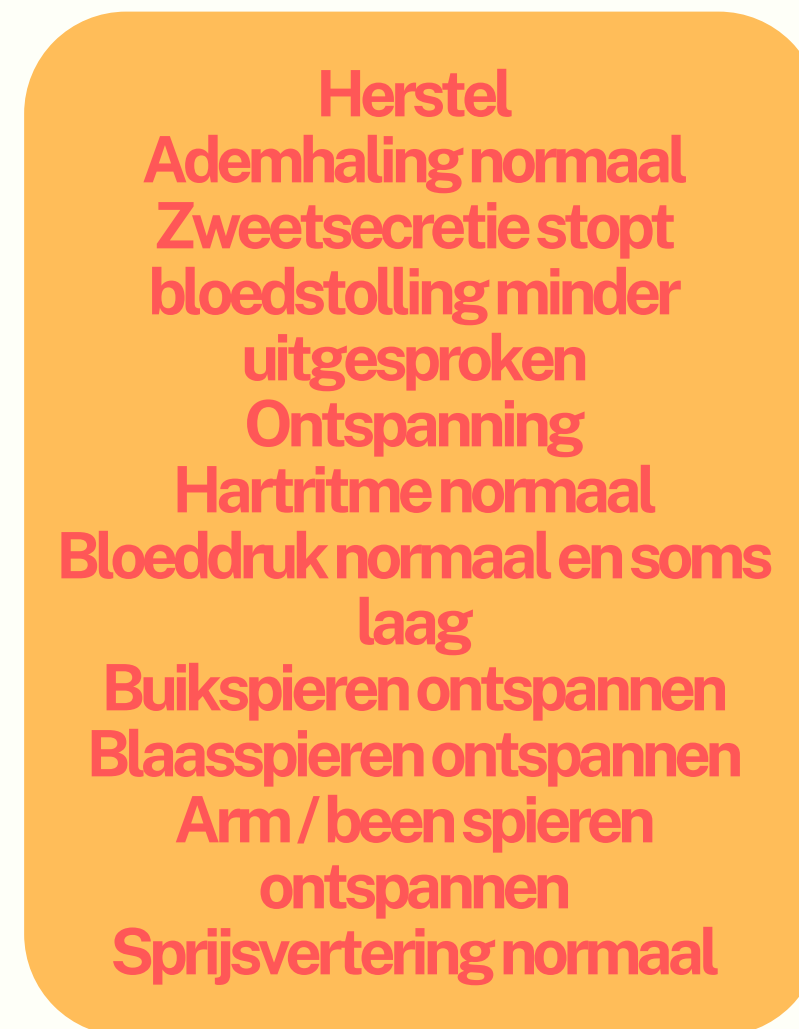 Herstel
Ademhaling normaal
Zweetsecretie stopt
bloedstolling minder
uitgesproken
Ontspanning
Hartritme normaal
Bloeddruk normaal en soms
laag
Buikspieren ontspannen
Blaasspieren ontspannen
Arm / been spieren
ontspannen
Sprijsvertering normaal